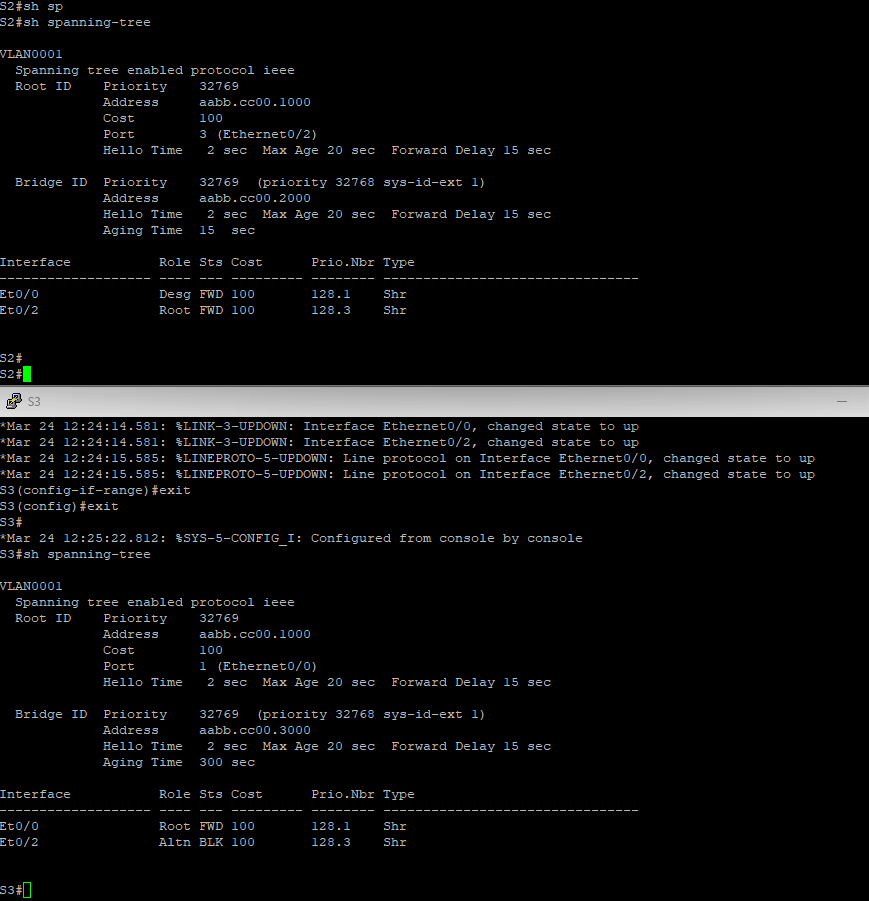 S2#sh sp
S2#sh spanning-tree
VLAN0001
  Spanning tree enabled protocol ieee
  Root ID    Priority    32769
             Address     aabb.cc00.1000
             Cost        100
             Port        3 (Ethernet0/2)
             Hello Time   2 sec  Max Age 20 sec  Forward Delay 15 sec
  Bridge ID  Priority    32769  (priority 32768 sys-id-ext 1)
             Address     aabb.cc00.2000
             Hello Time   2 sec  Max Age 20 sec  Forward Delay 15 sec
             Aging Time  15  sec
Interface           Role Sts Cost      Prio.Nbr Type
------------------- ---- --- --------- -------- --------------------------------
Et0/0               Desg FWD 100       128.1    Shr
Et0/2               Root FWD 100       128.3    Shr
S2#
S2#
S3
*Mar 24 12:24:14.581: %LINK-3-UPDOWN: Interface Ethernet0/0, changed state to up
*Mar 24 12:24:14.581: %LINK-3-UPDOWN: Interface Ethernet0/2, changed state to up
*Mar 24 12:24:15.585: %LINEPROTO-5-UPDOWN: Line protocol on Interface Ethernet0/0, changed state to up
*Mar 24 12:24:15.585: %LINEPROTO-5-UPDOWN: Line protocol on Interface Ethernet0/2, changed state to up
S3(config-if-range)#exit
S3(config)#exit
S3#
*Mar 24 12:25:22.812: %SYS-5-CONFIG_I: Configured from console by console
S3#sh spanning-tree
VLAN0001
  Spanning tree enabled protocol ieee
  Root ID    Priority    32769
             Address     aabb.cc00.1000
             Cost        100
             Port        1 (Ethernet0/0)
             Hello Time   2 sec  Max Age 20 sec  Forward Delay 15 sec
  Bridge ID  Priority    32769  (priority 32768 sys-id-ext 1)
             Address     aabb.cc00.3000
             Hello Time   2 sec  Max Age 20 sec  Forward Delay 15 sec
             Aging Time  300 sec
Interface           Role Sts Cost      Prio.Nbr Type
------------------- ---- --- --------- -------- --------------------------------
Et0/0               Root FWD 100       128.1    Shr
Et0/2               Altn BLK 100       128.3    Shr
S3#